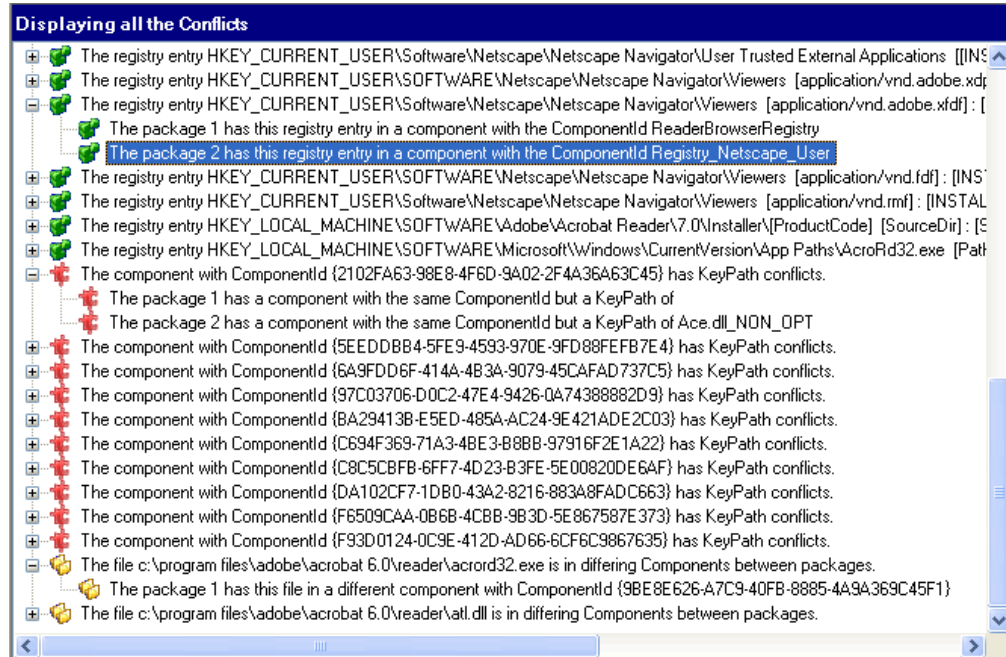 Displaying all the Conflicts
The registry entry HKEY_CURRENT_USER\Software\Netscape\Netscape Navigator\User Trusted External Applications [[INS
The registry entry HKEY_CURRENT_USER\SOFTWARE\Netscape\Netscape Navigator\Viewers [application/vnd.adobe.xdp
The registry entry HKEY_CURRENT_USER\Software\Netscape\Netscape Navigator\Viewers [application/vnd.adobe.xfdf] : [
The package 1 has this registry entry in a component with the ComponentId ReaderBrowserRegistry
The package 2 has this registry entry in a component with the ComponentId Registry_Netscape_User
The registry entry HKEY_CURRENT_USER\SOFTWARE\Netscape\Netscape Navigator\Viewers [application/vnd.fdf] : [INST
The registry entry HKEY_CURRENT_USER\SOFTWARE\Netscape\Netscape Navigator\Viewers [application/vnd.rmf] : [INSTAL
The registry entry HKEY_LOCAL_MACHINE\SOFTWARE\Adobe\Acrobat Reader\7.0\Installer\[ProductCode] [SourceDir] : [S
The registry entry HKEY_LOCAL_MACHINE\SOFTWARE\Microsoft\Windows\CurrentVersion\App Paths\AcroRd32.exe [Path
The component with ComponentId {2102FA63-98E8-4F6D-9A02-2F4A36A63C45} has KeyPath conflicts.
The package 1 has a component with the same ComponentId but a KeyPath of
The package 2 has a component with the same ComponentId but a KeyPath of Ace.dll_NON_OPT
The component with ComponentId {5EEDDBB4-5FE9-4593-970E-9FD88FEFB7E4} has KeyPath conflicts.
The component with ComponentId {6A9FDD6F-414A-4B3A-9079-45CAFAD737C5} has KeyPath conflicts.
The component with ComponentId {97C03706-D0C2-47E4-9426-0A74388882D9} has KeyPath conflicts.
The component with ComponentId {BA29413B-E5ED-485A-AC24-9E421ADE2C03} has KeyPath conflicts.
The component with ComponentId {C694F369-71A3-4BE3-B8BB-97916F2E1A22} has KeyPath conflicts.
The component with ComponentId {C8C5CBFB-6FF7-4D23-B3FE-5E00820DE6AF} has KeyPath conflicts.
The component with ComponentId {DA102CF7-1DB0-43A2-8216-883A8FADC663} has KeyPath conflicts.
The component with ComponentId {F6509CAA-0B6B-4CBB-9B3D-5E867587E373} has KeyPath conflicts.
The component with ComponentId {F93D0124-0C9E-412D-AD66-6CF6C9867635} has KeyPath conflicts.
The file c:\program files\adobe\acrobat 6.0\reader\acrord32.exe is in differing Components between packages.
The package 1 has this file in a different component with ComponentId {9BE8E626-A7C9-40FB-8885-4A9A369C45F1}
The file c:\program files\adobe\acrobat 6.0\reader\atl.dll is in differing Components between packages.